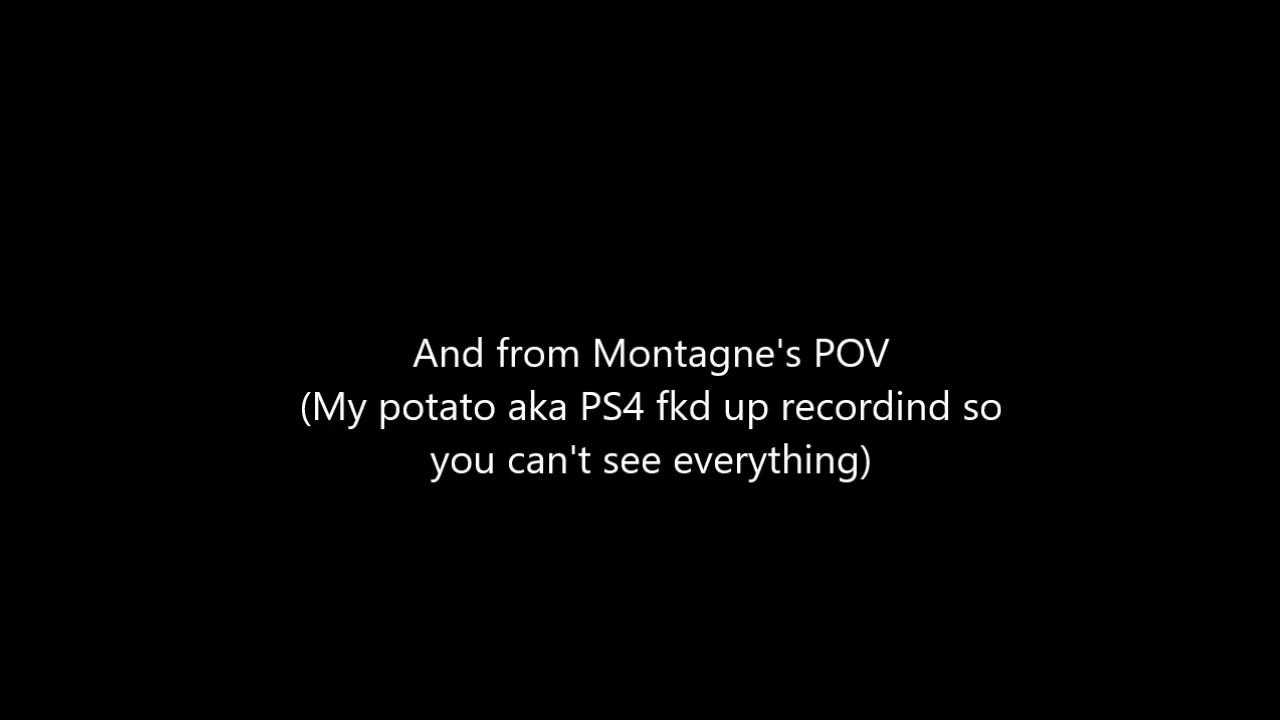 And from Montagne's POV
(My potato aka PS4 fkd up recordind so
you can't see everything)